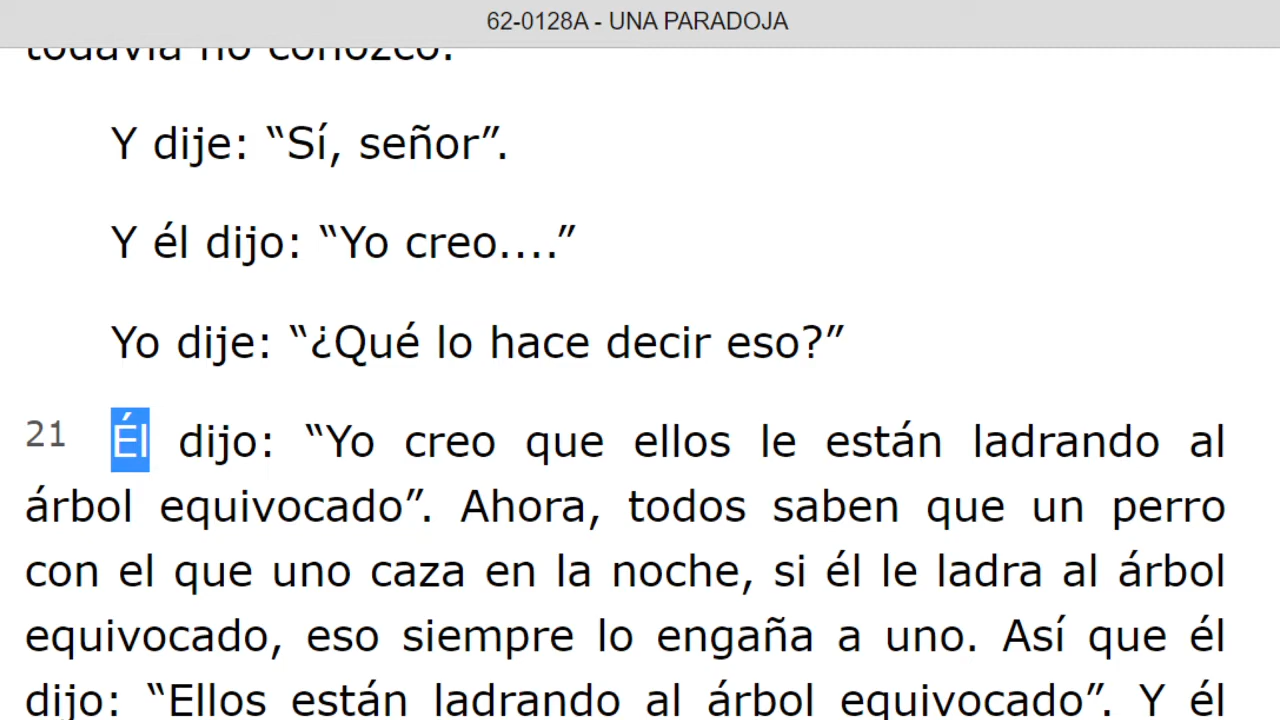 62-0128A - UNA PARADOJA
todavía no conozco.
Y dije: “Sí, señor”.
Y él dijo: “Yo creo....”
Yo dije: “¿Qué lo hace decir eso?”
21 Él dijo: “Yo creo que ellos le están ladrando al
árbol equivocado”. Ahora, todos saben que un perro
con el que uno caza en la noche, si él le ladra al árbol
equivocado, eso siempre lo engaña a uno. Así que él
dijo: “Ellos están ladrando al árbol equivocado”. Y él